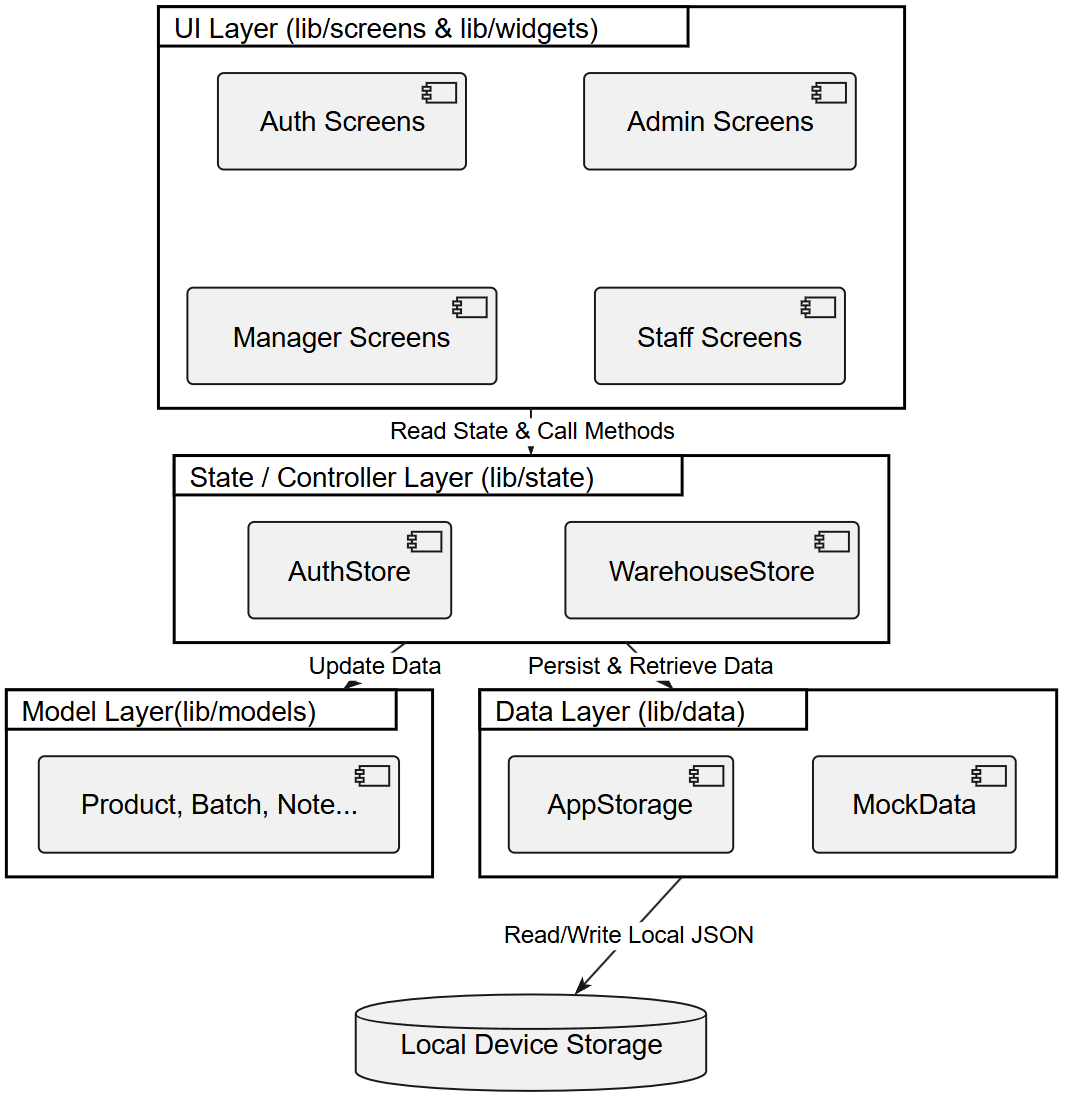 UI Layer (lib/screens & lib/widgets)
Auth Screens
Admin Screens
Manager Screens
Staff Screens
Read State & Call Methods
State / Controller Layer (lib/state)
AuthStore
WarehouseStore
Update Data
Persist & Retrieve Data
Model Layer(lib/models)
Product, Batch, Note...
Data Layer (lib/data)
AppStorage
MockData
Read/Write Local JSON
Local Device Storage